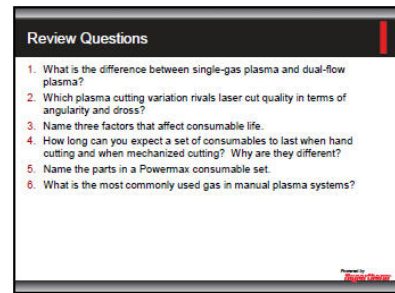 Review Questions
1. What is the difference between single-gas plasma and dual-flow
plasma?
2. Which plasma cutting variation rivals laser cut quality in terms of
angularity and dross?
3. Name three factors that affect consumable life.
4. How long can you expect a set of consumables to last when hand
cutting and when mechanized cutting? Why are they different?
5. Name the parts in a Powermax consumable set.
6. What is the most commonly used gas in manual plasma systems?
Powered by
Hypertherm